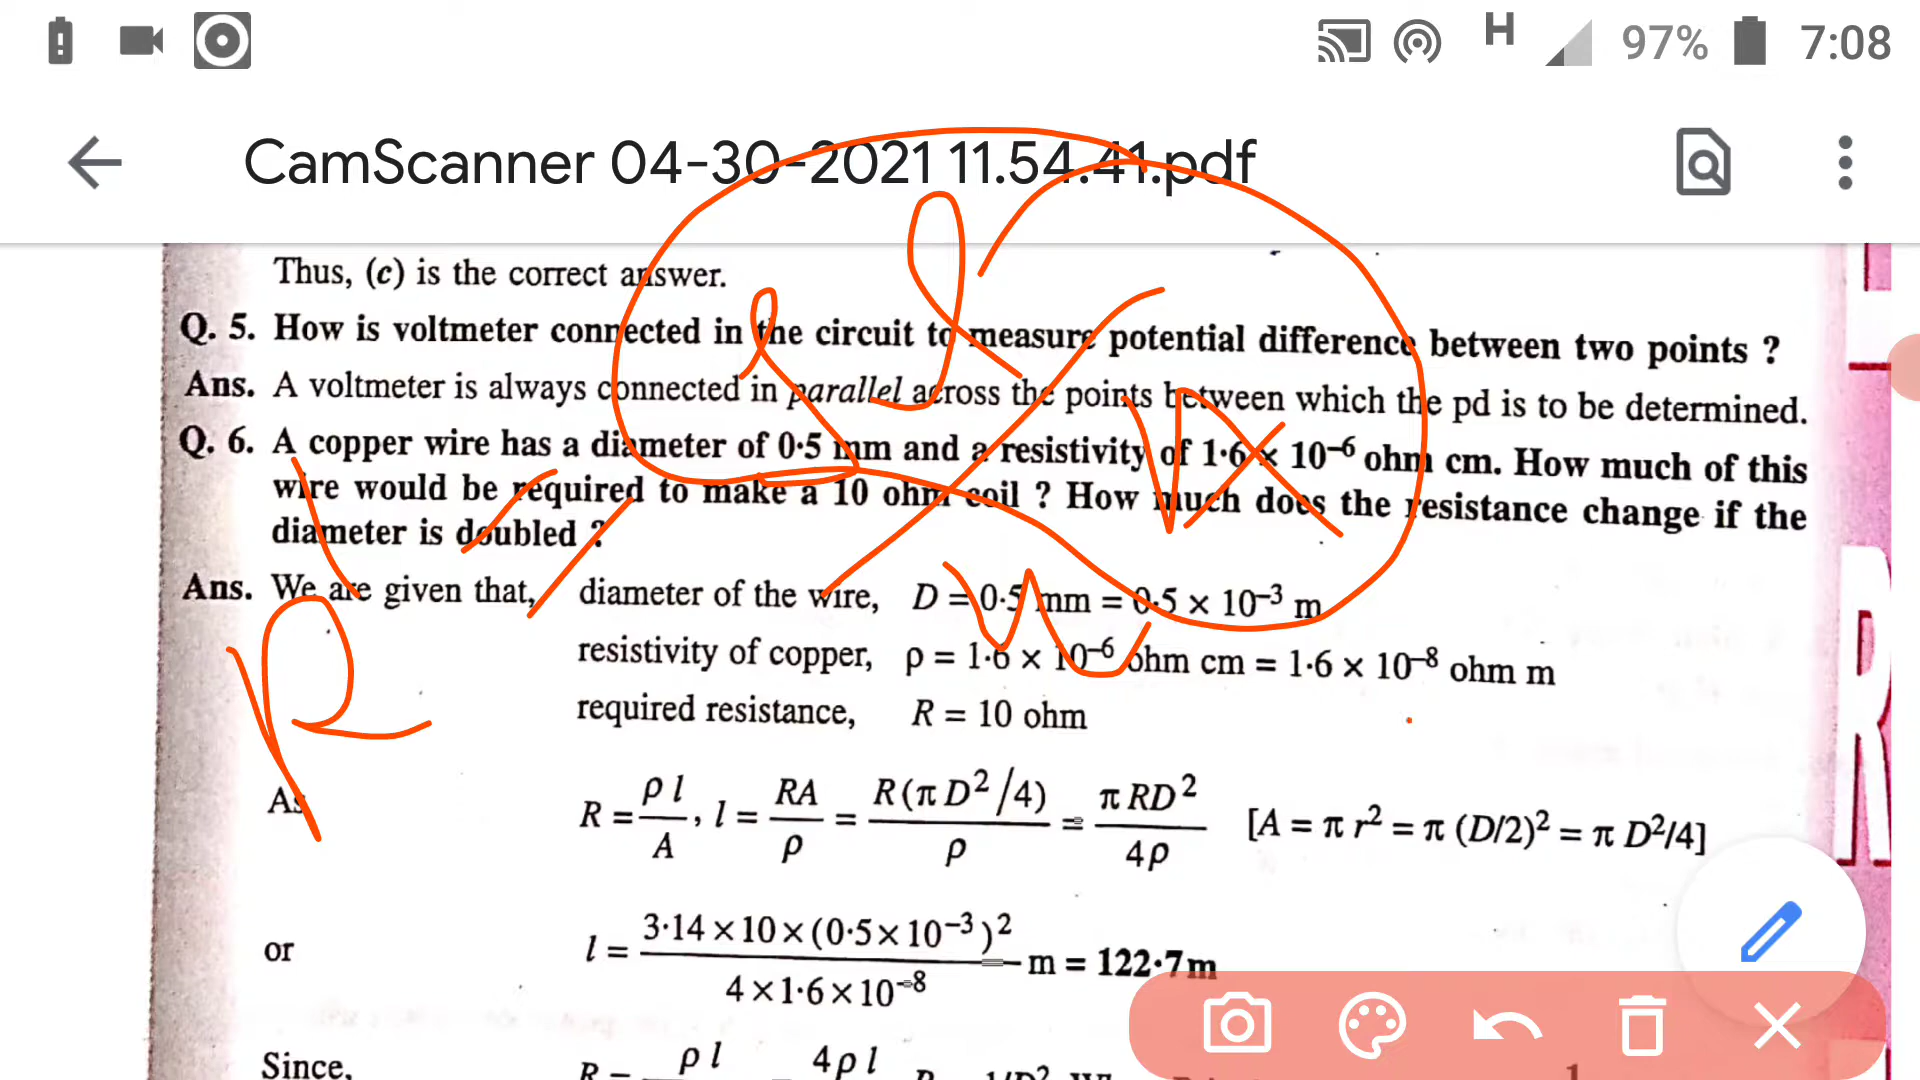 H 97% 7:08
CamScanner 04-30-2021 11.54.41.pdf
Thus, (c) is the correct answer.
Q. 5. How is voltmeter connected in the circuit to measure potential difference between two points ?
Ans. A voltmeter is always connected in parallel across the points between which the pd is to be determined.
Q. 6. A copper wire has a diameter of 0·5 mm and a resistivity of 1·6 × 10⁻⁶ ohm cm. How much of this
wire would be required to make a 10 ohm coil ? How much does the resistance change if the
diameter is doubled ?
Ans. We are given that, diameter of the wire, D = 0·5 mm = 0·5 × 10⁻³ m
resistivity of copper, ρ = 1·6 × 10⁻⁶ ohm cm = 1·6 × 10⁻⁸ ohm m
required resistance, R = 10 ohm
As R = ρ l / A , l = RA / ρ = R (π D² /4) / ρ = π RD² / 4ρ [A = π r² = π (D/2)² = π D²/4]
or l = 3·14 × 10 × (0·5 × 10⁻³ )² / 4 × 1·6 × 10⁻⁸ m = 122·7 m
Since, R = ρ l 4ρ l